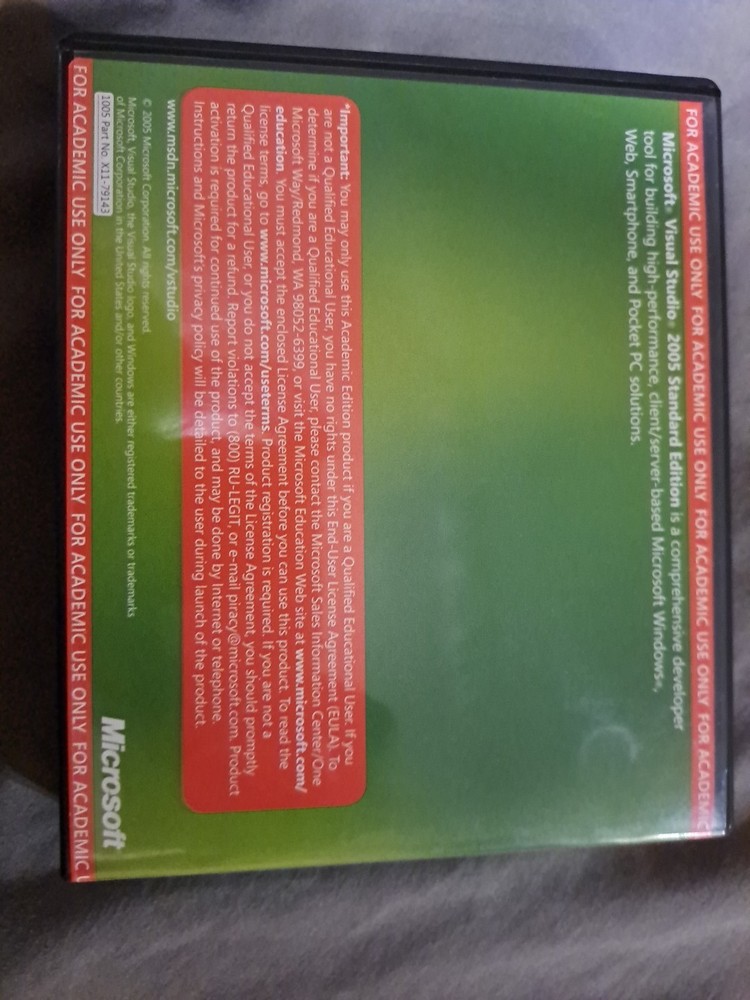 FOR ACADEMIC USE ONLY FOR ACADEMIC USE ONLY FOR ACADEMIC USE ONLY FOR ACADEMIC
Microsoft® Visual Studio® 2005 Standard Edition is a comprehensive developer
tool for building high-performance, client/server-based Microsoft Windows®,
Web, Smartphone, and Pocket PC solutions.
*Important: You may only use this Academic Edition product if you are a Qualified Educational User. If you
are not a Qualified Educational User, you have no rights under this End-User License Agreement (EULA). To
determine if you are a Qualified Educational User, please contact the Microsoft Sales Information Center/One
Microsoft Way/Redmond, WA 98052-6399, or visit the Microsoft Education Web site at www.microsoft.com/
education. You must accept the enclosed License Agreement before you can use this product. To read the
license terms, go to www.microsoft.com/useterms. Product registration is required. If you are not a
Qualified Educational User, or you do not accept the terms of the License Agreement, you should promptly
return the product for a refund. Report violations to (800) RU-LEGIT, or e-mail piracy@microsoft.com. Product
activation is required for continued use of the product, and may be done by Internet or telephone.
Instructions and Microsoft's privacy policy will be detailed to the user during launch of the product.
www.msdn.microsoft.com/vstudio
© 2005 Microsoft Corporation. All rights reserved.
Microsoft, Visual Studio, the Visual Studio logo, and Windows are either registered trademarks or trademarks
of Microsoft Corporation in the United States and/or other countries.
1005 Part No. X11-79143
Microsoft®
FOR ACADEMIC USE ONLY FOR ACADEMIC USE ONLY FOR ACADEMIC USE ONLY FOR ACADEMIC U